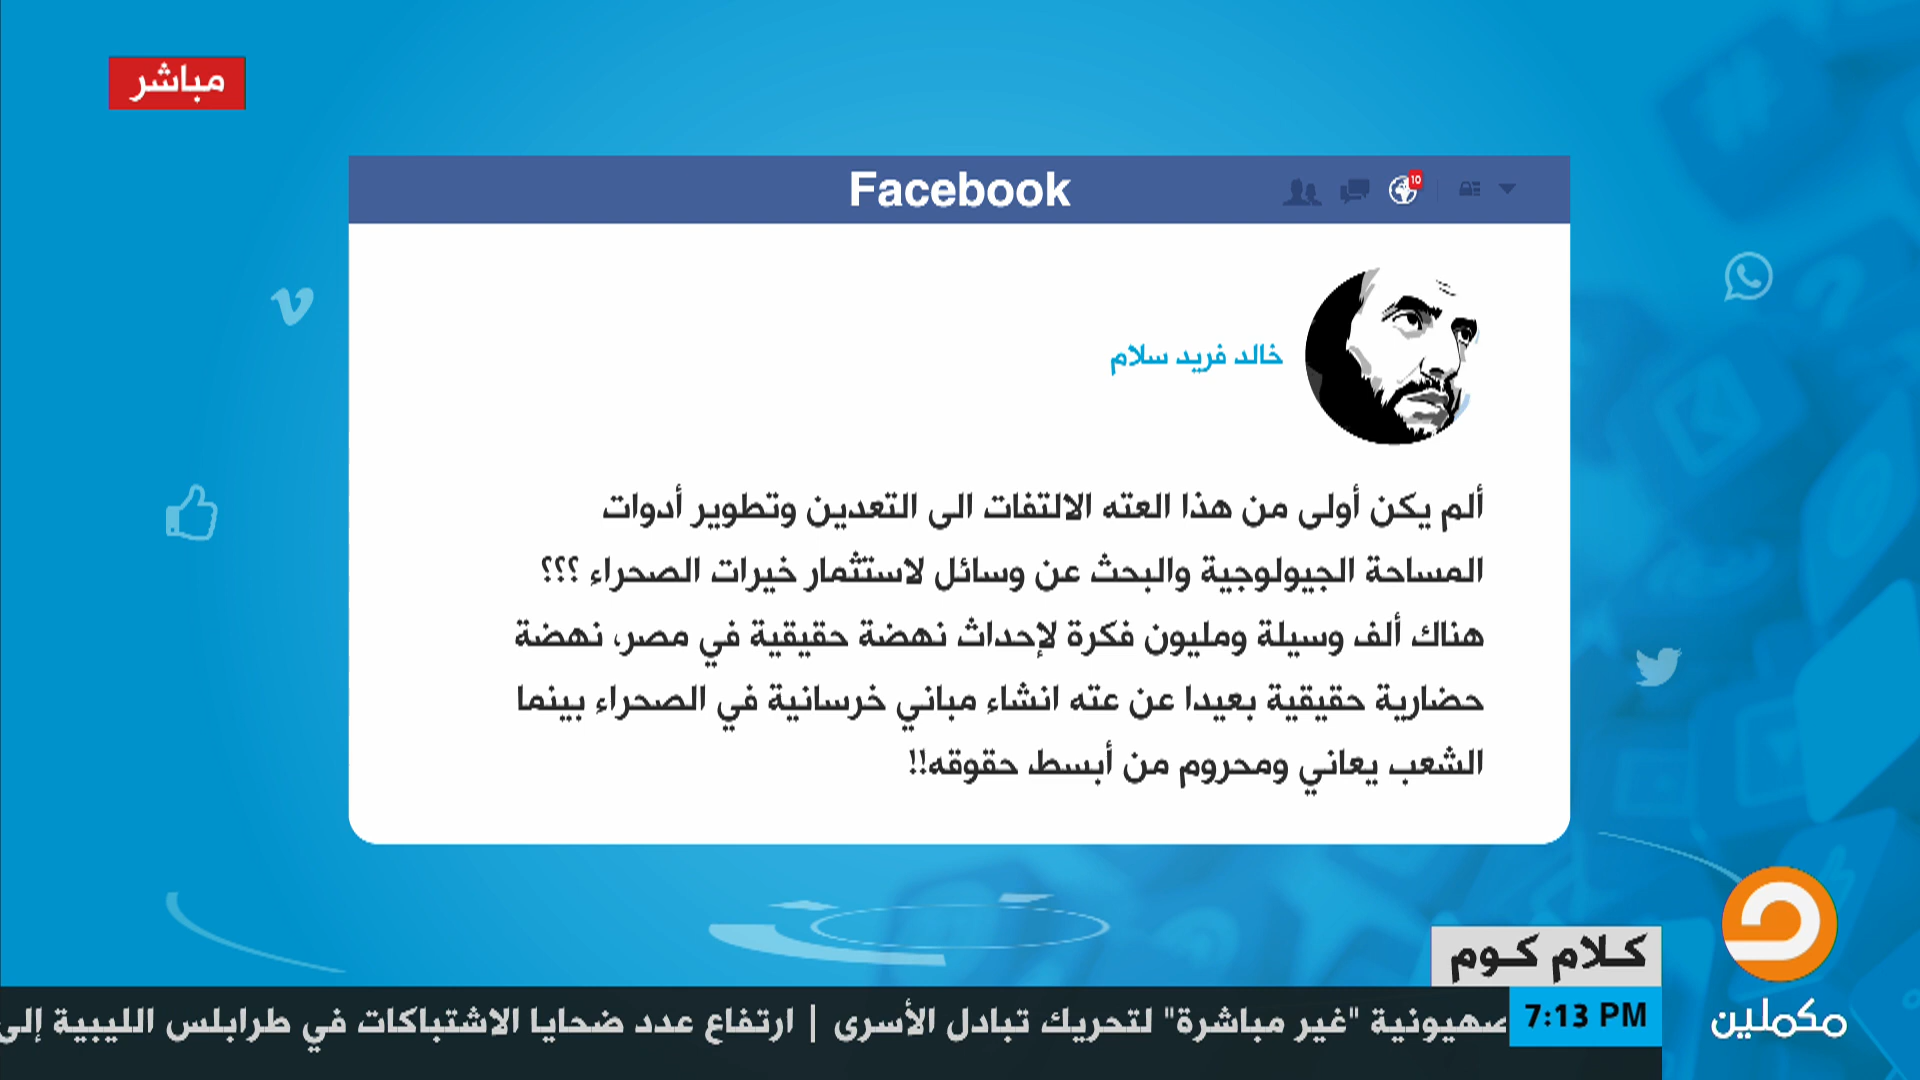 مباشر
Facebook
10
خالد فريد سلام
ألم يكن أولى من هذا العته الالتفات الى التعدين وتطوير أدوات
المساحة الجيولوجية والبحث عن وسائل لاستثمار خيرات الصحراء ؟؟؟
هناك ألف وسيلة ومليون فكرة لإحداث نهضة حقيقية في مصر، نهضة
حضارية حقيقية بعيدا عن عته انشاء مباني خرسانية في الصحراء بينما
الشعب يعاني ومحروم من أبسط حقوقه!!
كلام كوم
مكملين
7:13 PM
صهيونية "غير مباشرة" لتحريك تبادل الأسرى | ارتفاع عدد ضحايا الاشتباكات في طرابلس الليبية إلى